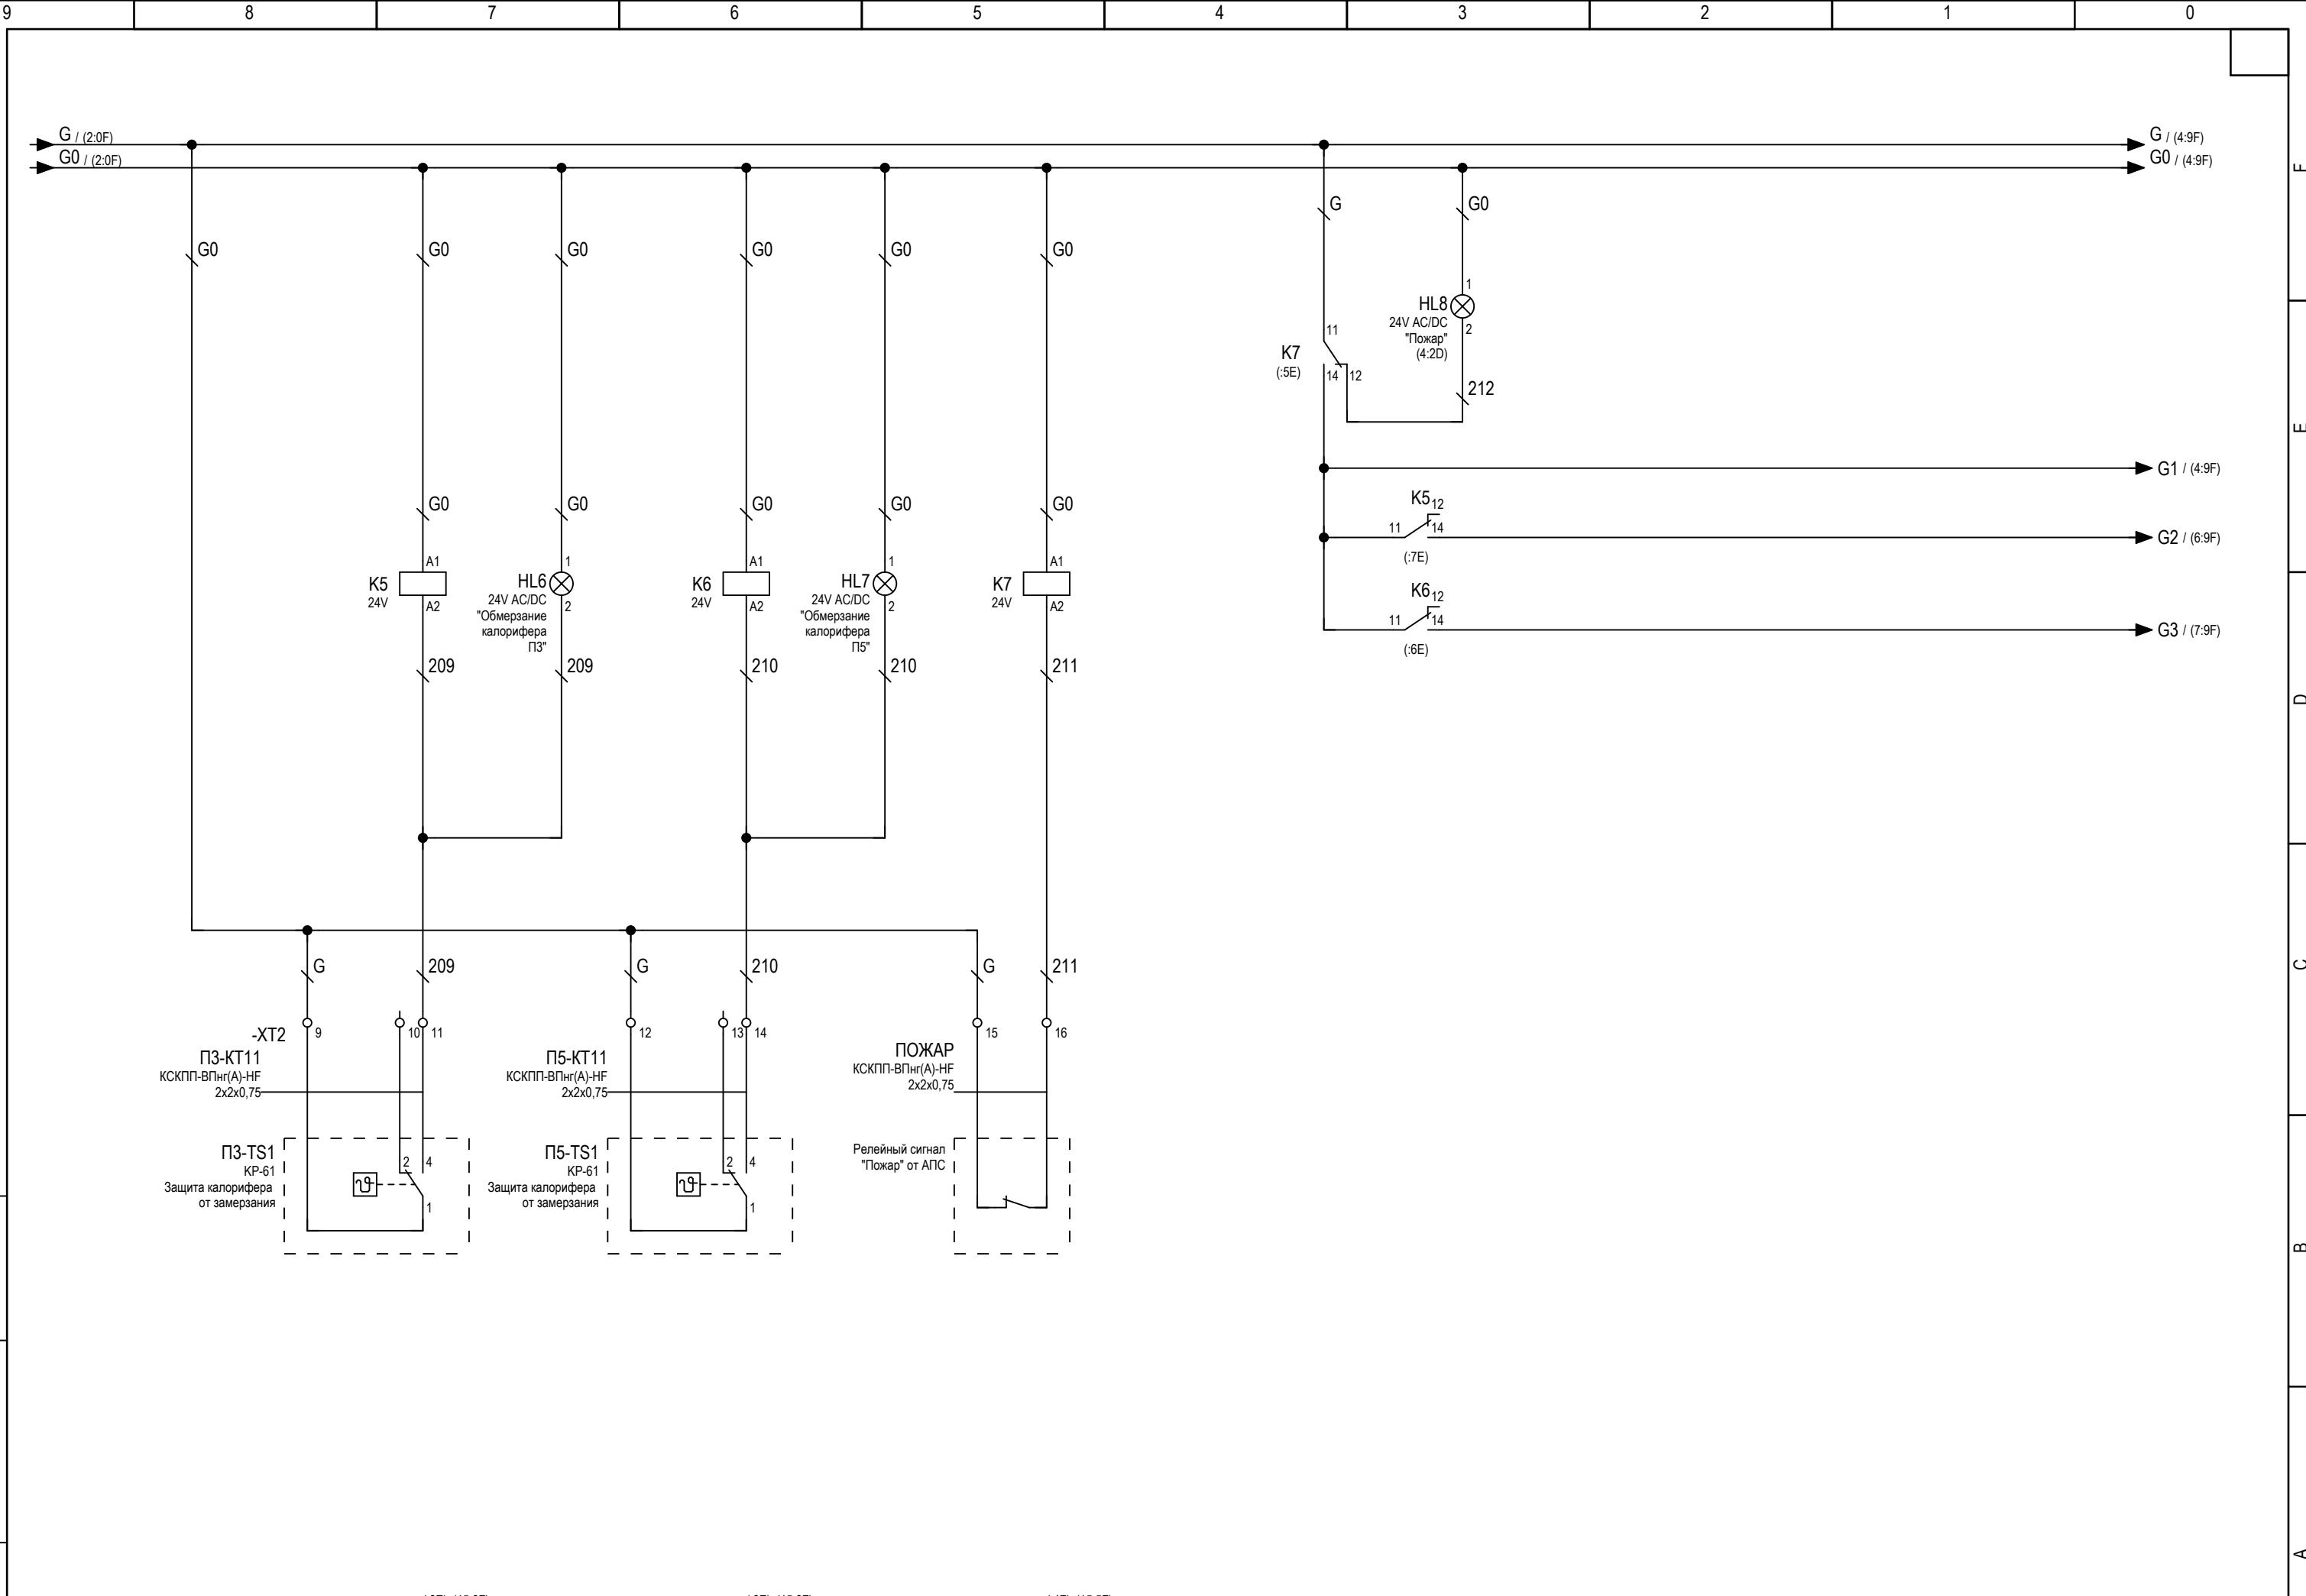 9 8 7 6 5 4 3 2 1 0
G / (2:0F)
G / (4:9F)
G0 / (2:0F)
G0 / (4:9F)
F
G
G0
G0
G0
G0
G0
G0
G0
1
HL8
24V AC/DC
"Пожар"
(4:2D)
2
11
K7
(:5E)
14
12
212
E
G1 / (4:9F)
K5
12
11
14
(:7E)
G2 / (6:9F)
K6
12
11
14
(:6E)
G3 / (7:9F)
G0
G0
G0
G0
G0
A1
K5
24V
A2
1
HL6
24V AC/DC
"Обмерзание
калорифера
П3"
2
A1
K6
24V
A2
1
HL7
24V AC/DC
"Обмерзание
калорифера
П5"
2
A1
K7
24V
A2
209
209
210
210
211
D
G
209
G
210
G
211
C
-XT2
9
10
11
12
13
14
15
16
П3-КТ11
КСКПП-ВПнг(А)-HF
2x2x0,75
П5-КТ11
КСКПП-ВПнг(А)-HF
2x2x0,75
ПОЖАР
КСКПП-ВПнг(А)-HF
2x2x0,75
П3-TS1
KP-61
Защита калорифера
от замерзания
2
4
ϑ
1
П5-TS1
KP-61
Защита калорифера
от замерзания
2
4
ϑ
1
Релейный сигнал
"Пожар" от АПС
B
A